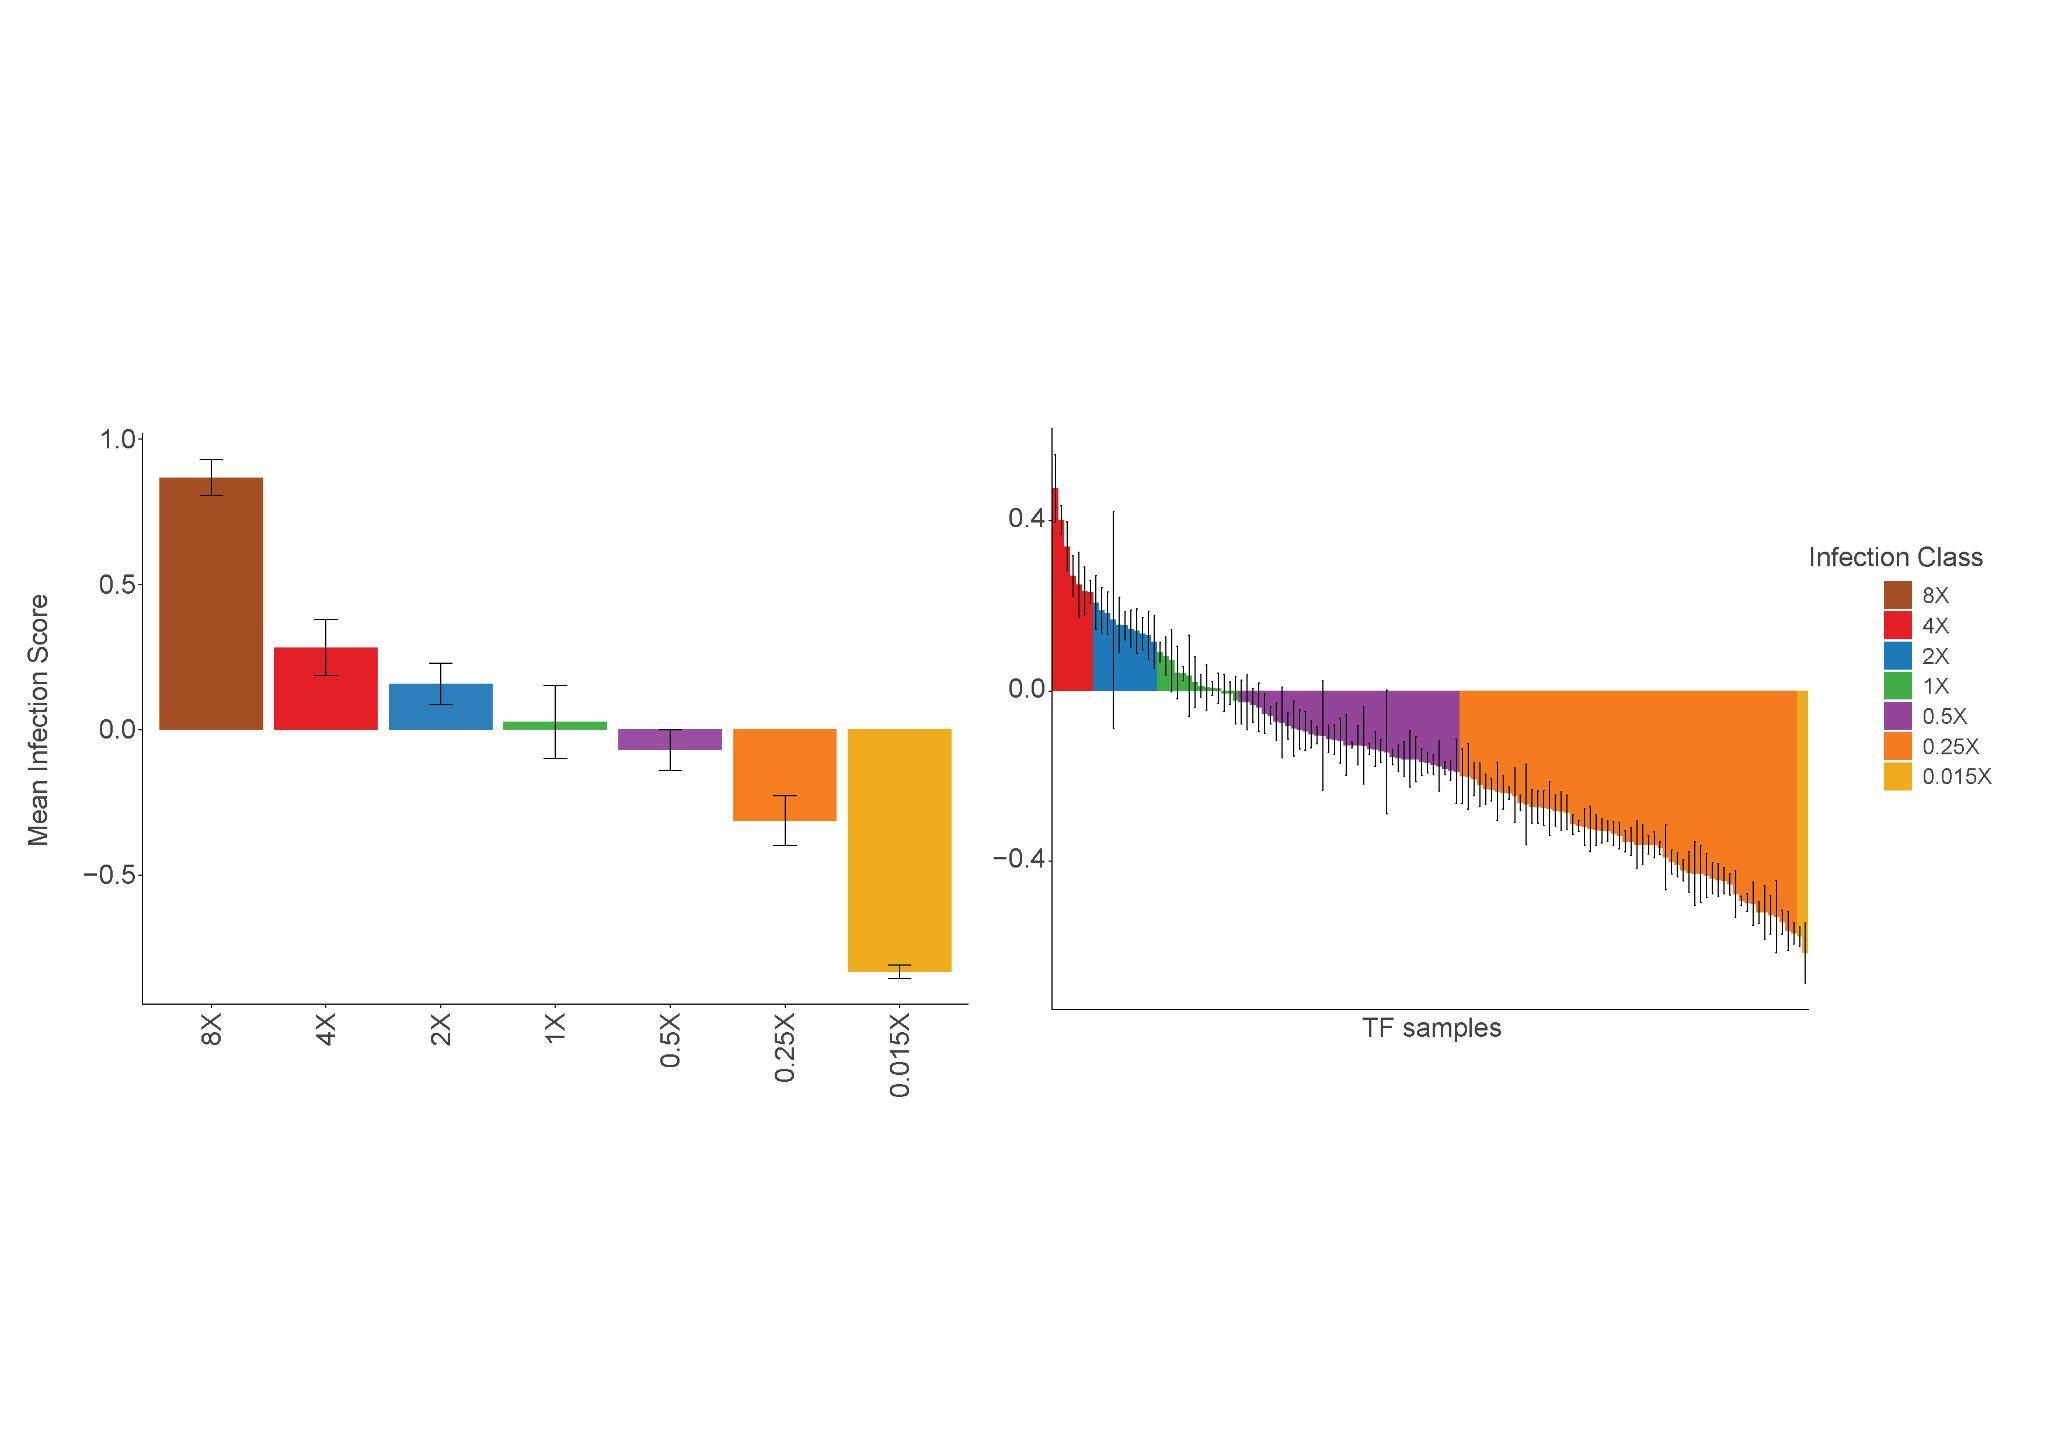 Mean Infection Score
1.0
0.5
0.0
−0.5
8X
4X
2X
1X
0.5X
0.25X
0.015X
0.4
0.0
−0.4
TF samples
Infection Class
8X
4X
2X
1X
0.5X
0.25X
0.015X